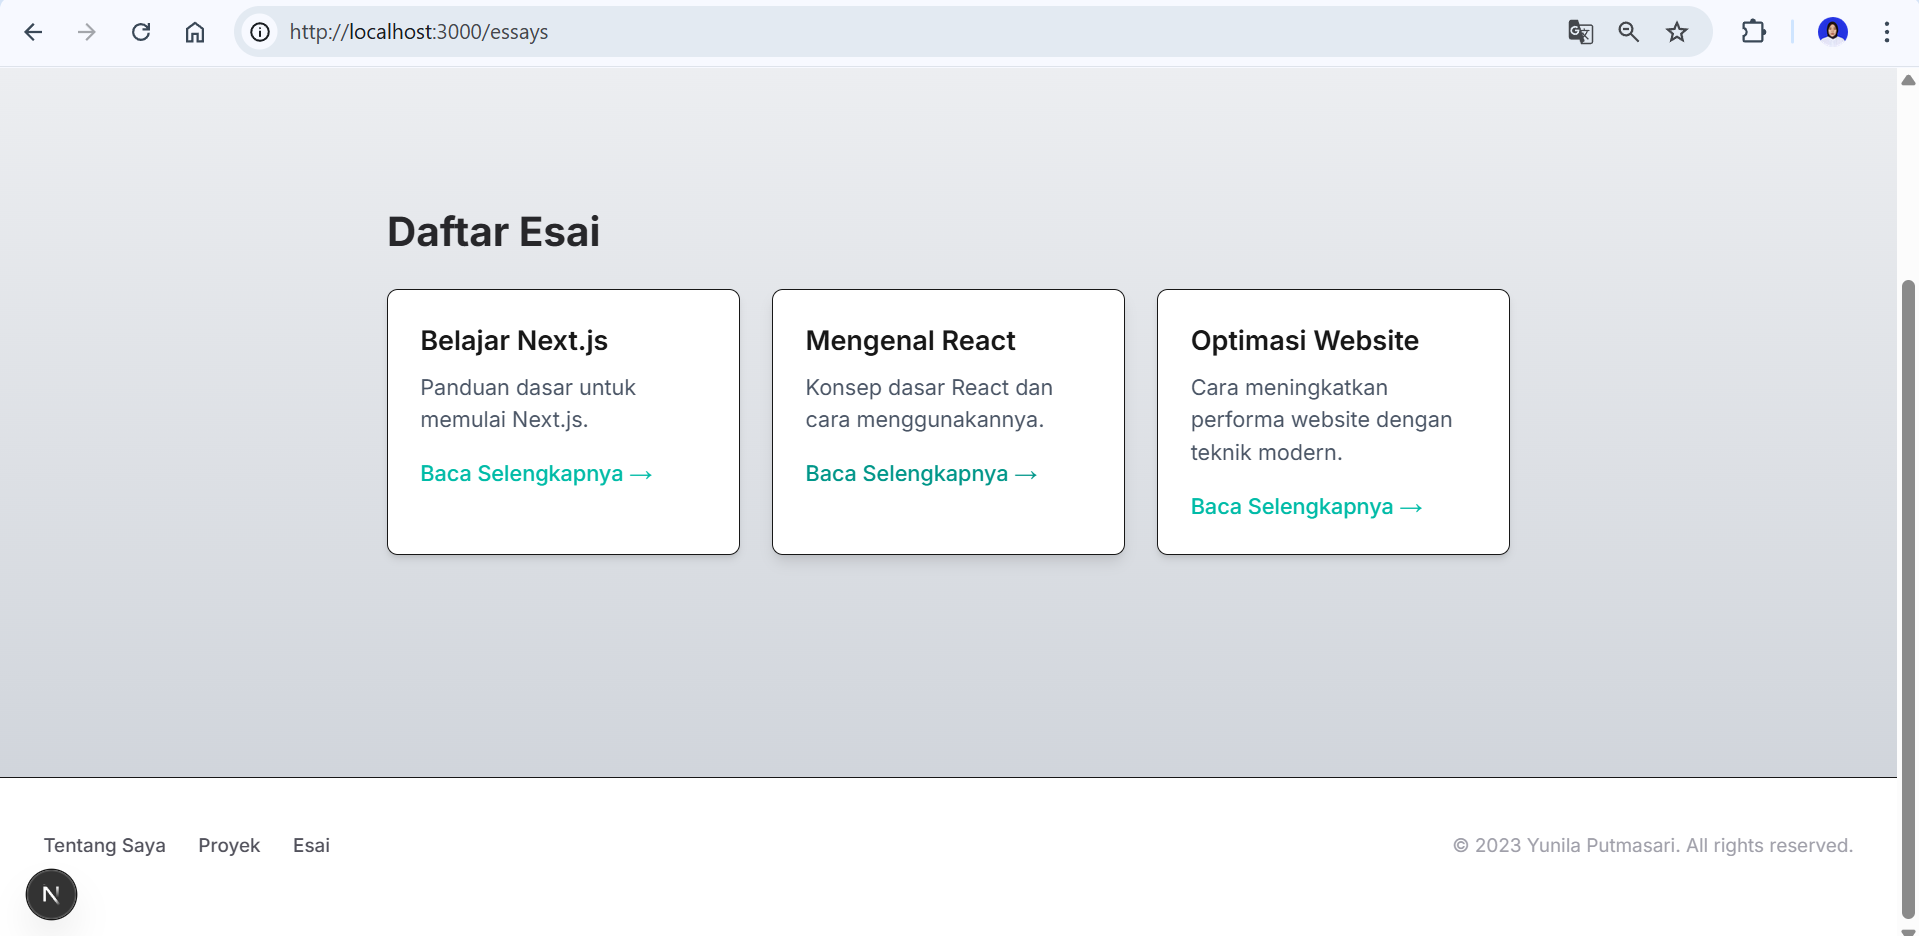 http://localhost:3000/essays
Daftar Esai
Belajar Next.js
Panduan dasar untuk
memulai Next.js.
Baca Selengkapnya →
Mengenal React
Konsep dasar React dan
cara menggunakannya.
Baca Selengkapnya →
Optimasi Website
Cara meningkatkan
performa website dengan
teknik modern.
Baca Selengkapnya →
Tentang Saya
Proyek
Esai
© 2023 Yunila Putmasari. All rights reserved.
N